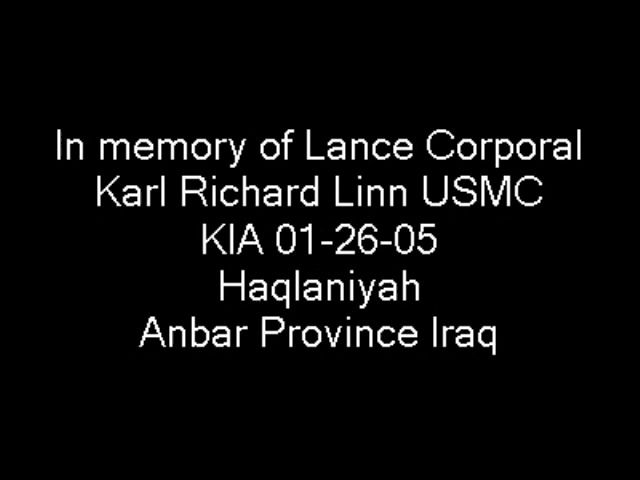 In memory of Lance Corporal
Karl Richard Linn USMC
KIA 01-26-05
Haqlaniyah
Anbar Province Iraq